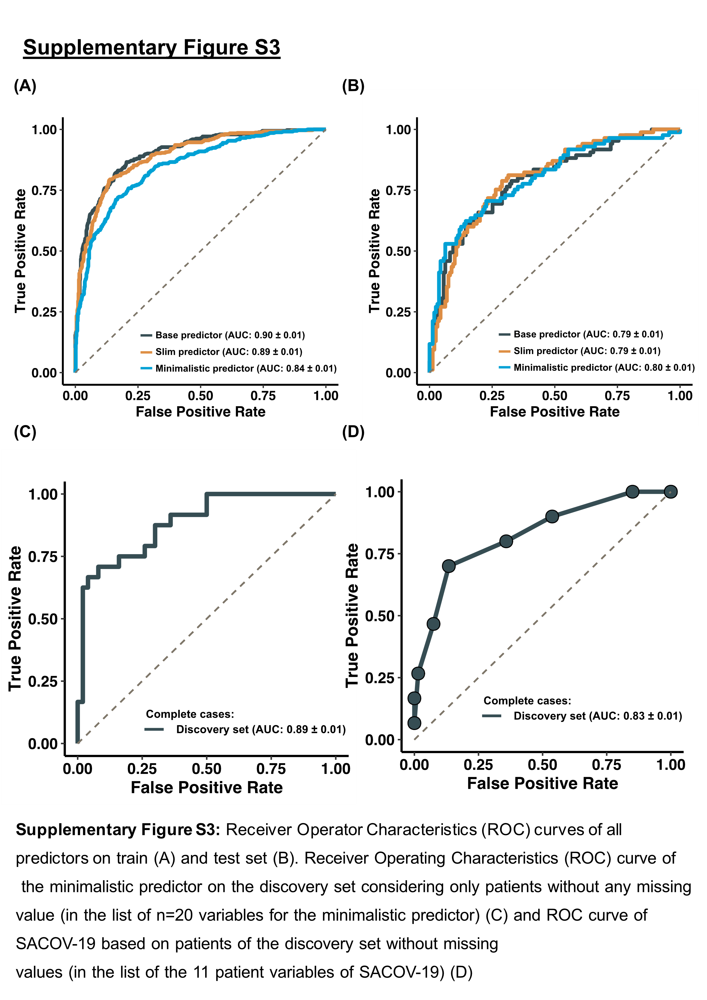 Supplementary Figure S3
(A)
(B)
1.00
0.75
0.50
0.25
0.00
True Positive Rate
Base predictor (AUC: 0.90 ± 0.01)
Slim predictor (AUC: 0.89 ± 0.01)
Minimalistic predictor (AUC: 0.84 ± 0.01)
0.00 0.25 0.50 0.75 1.00
False Positive Rate
1.00
0.75
0.50
0.25
0.00
True Positive Rate
Base predictor (AUC: 0.79 ± 0.01)
Slim predictor (AUC: 0.79 ± 0.01)
Minimalistic predictor (AUC: 0.80 ± 0.01)
0.00 0.25 0.50 0.75 1.00
False Positive Rate
(C)
(D)
1.00
0.75
0.50
0.25
0.00
True Positive Rate
Complete cases:
Discovery set (AUC: 0.89 ± 0.01)
0.00 0.25 0.50 0.75 1.00
False Positive Rate
1.00
0.75
0.50
0.25
0.00
True Positive Rate
Complete cases:
Discovery set (AUC: 0.83 ± 0.01)
0.00 0.25 0.50 0.75 1.00
False Positive Rate
Supplementary Figure S3: Receiver Operator Characteristics (ROC) curves of all
predictors on train (A) and test set (B). Receiver Operating Characteristics (ROC) curve of
the minimalistic predictor on the discovery set considering only patients without any missing
value (in the list of n=20 variables for the minimalistic predictor) (C) and ROC curve of
SACOV-19 based on patients of the discovery set without missing
values (in the list of the 11 patient variables of SACOV-19) (D)